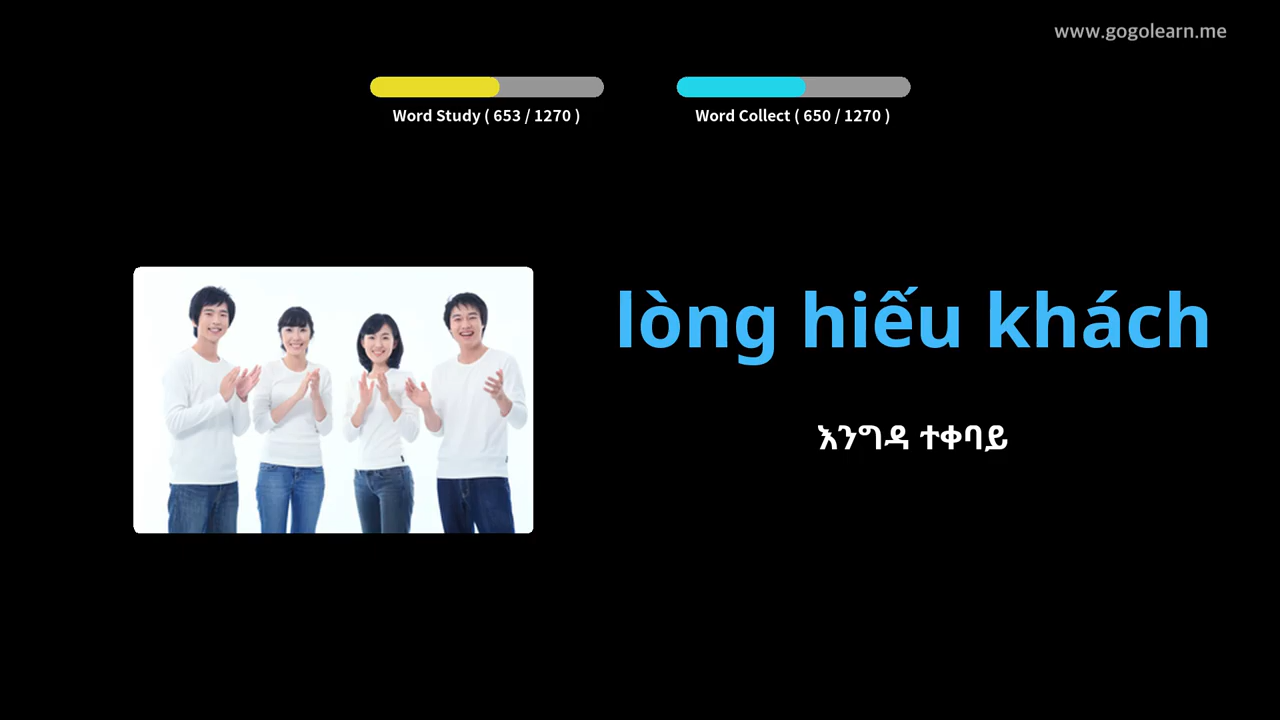 www.gogolearn.me
Word Study ( 653 / 1270 )
Word Collect ( 650 / 1270 )
lòng hiếu khách
እንግዳ ተቀባይ